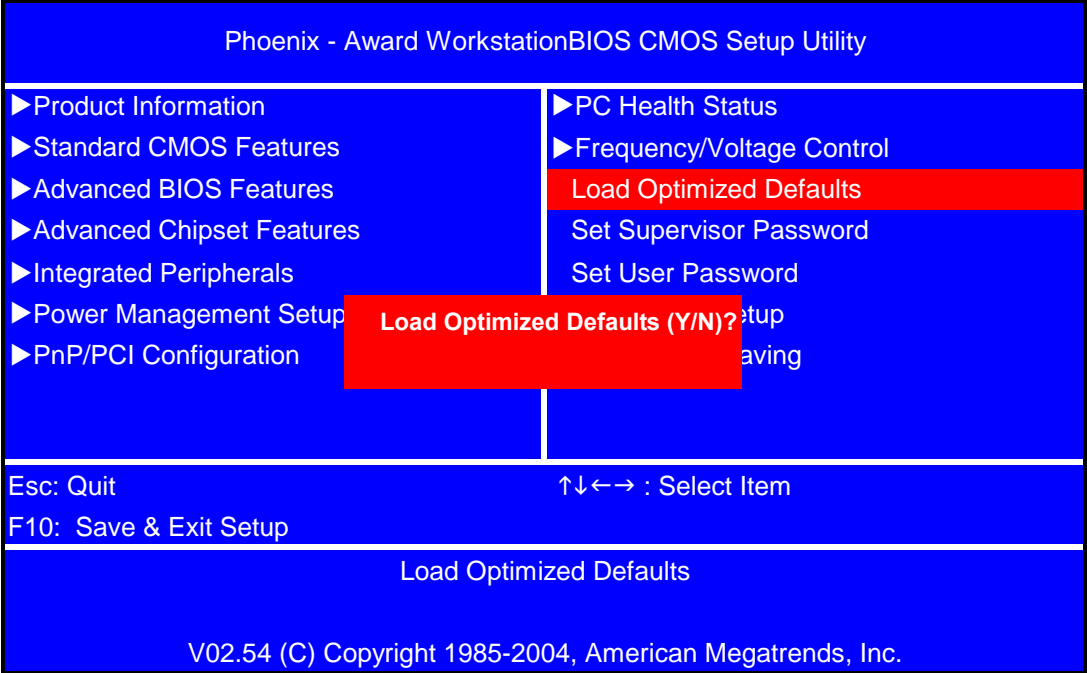 Phoenix - Award WorkstationBIOS CMOS Setup Utility
▶Product Information
▶Standard CMOS Features
▶Advanced BIOS Features
▶Advanced Chipset Features
▶Integrated Peripherals
▶Power Management Setup
▶PnP/PCI Configuration
▶PC Health Status
▶Frequency/Voltage Control
Load Optimized Defaults
Set Supervisor Password
Set User Password
etup
aving
Load Optimized Defaults (Y/N)?
Esc: Quit
↑↓←→ : Select Item
F10: Save & Exit Setup
Load Optimized Defaults
V02.54 (C) Copyright 1985-2004, American Megatrends, Inc.